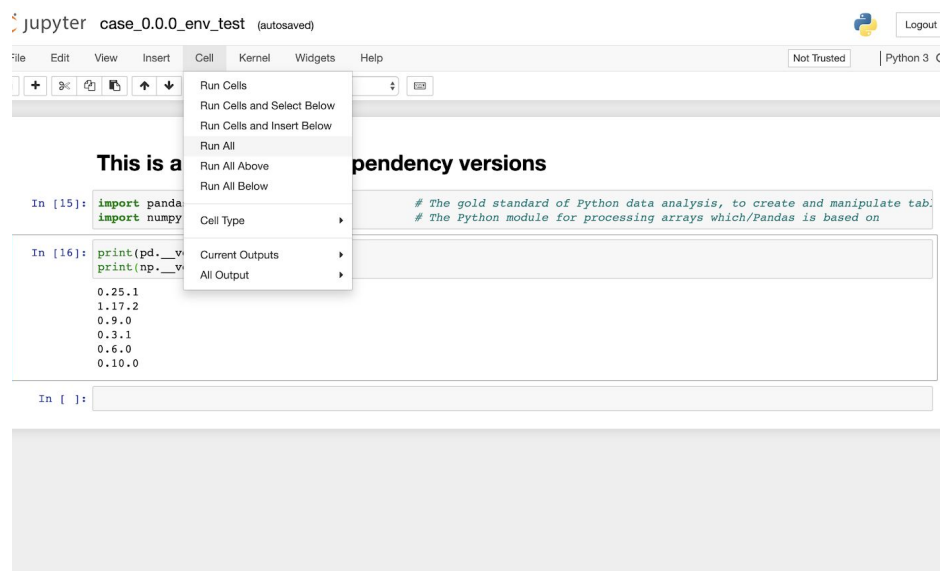 jupyter case_0.0.0_env_test (autosaved)
Logout
File Edit View Insert Cell Kernel Widgets Help
Not Trusted
Python 3
Run Cells
Run Cells and Select Below
Run Cells and Insert Below
Run All
Run All Above
Run All Below
Cell Type
Current Outputs
All Output
This is a pendency versions
In [15]: import panda # The gold standard of Python data analysis, to create and manipulate tabl
import numpy # The Python module for processing arrays which/Pandas is based on
In [16]: print(pd.__v
print(np.__v
0.25.1
1.17.2
0.9.0
0.3.1
0.6.0
0.10.0
In [ ]: